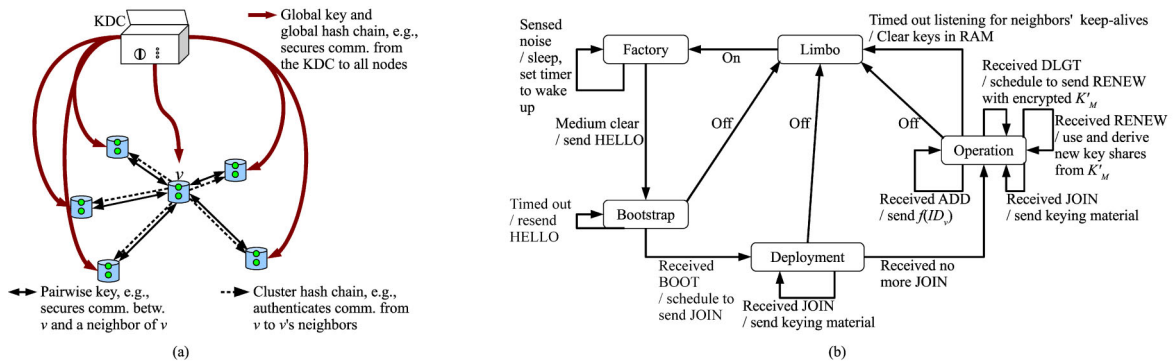 KDC
Global key and
global hash chain, e.g.,
secures comm. from
the KDC to all nodes
v
Pairwise key, e.g.,
secures comm. betw.
v and a neighbor of v
Cluster hash chain, e.g.,
authenticates comm. from
v to v's neighbors
(a)
Sensed
noise
/ sleep,
set timer
to wake
up
Factory
On
Limbo
Timed out listening for neighbors' keep-alives
/ Clear keys in RAM
Received DLGT
/ schedule to send RENEW
with encrypted K'M
Received RENEW
/ use and derive
new key shares
from K'M
Medium clear
/ send HELLO
Off
Off
Off
Operation
Received ADD
/ send f(IDv)
Received JOIN
/ send keying material
Timed out
/ resend
HELLO
Bootstrap
Deployment
Received
BOOT
/ schedule to
send JOIN
Received JOIN
/ send keying material
Received no
more JOIN
(b)